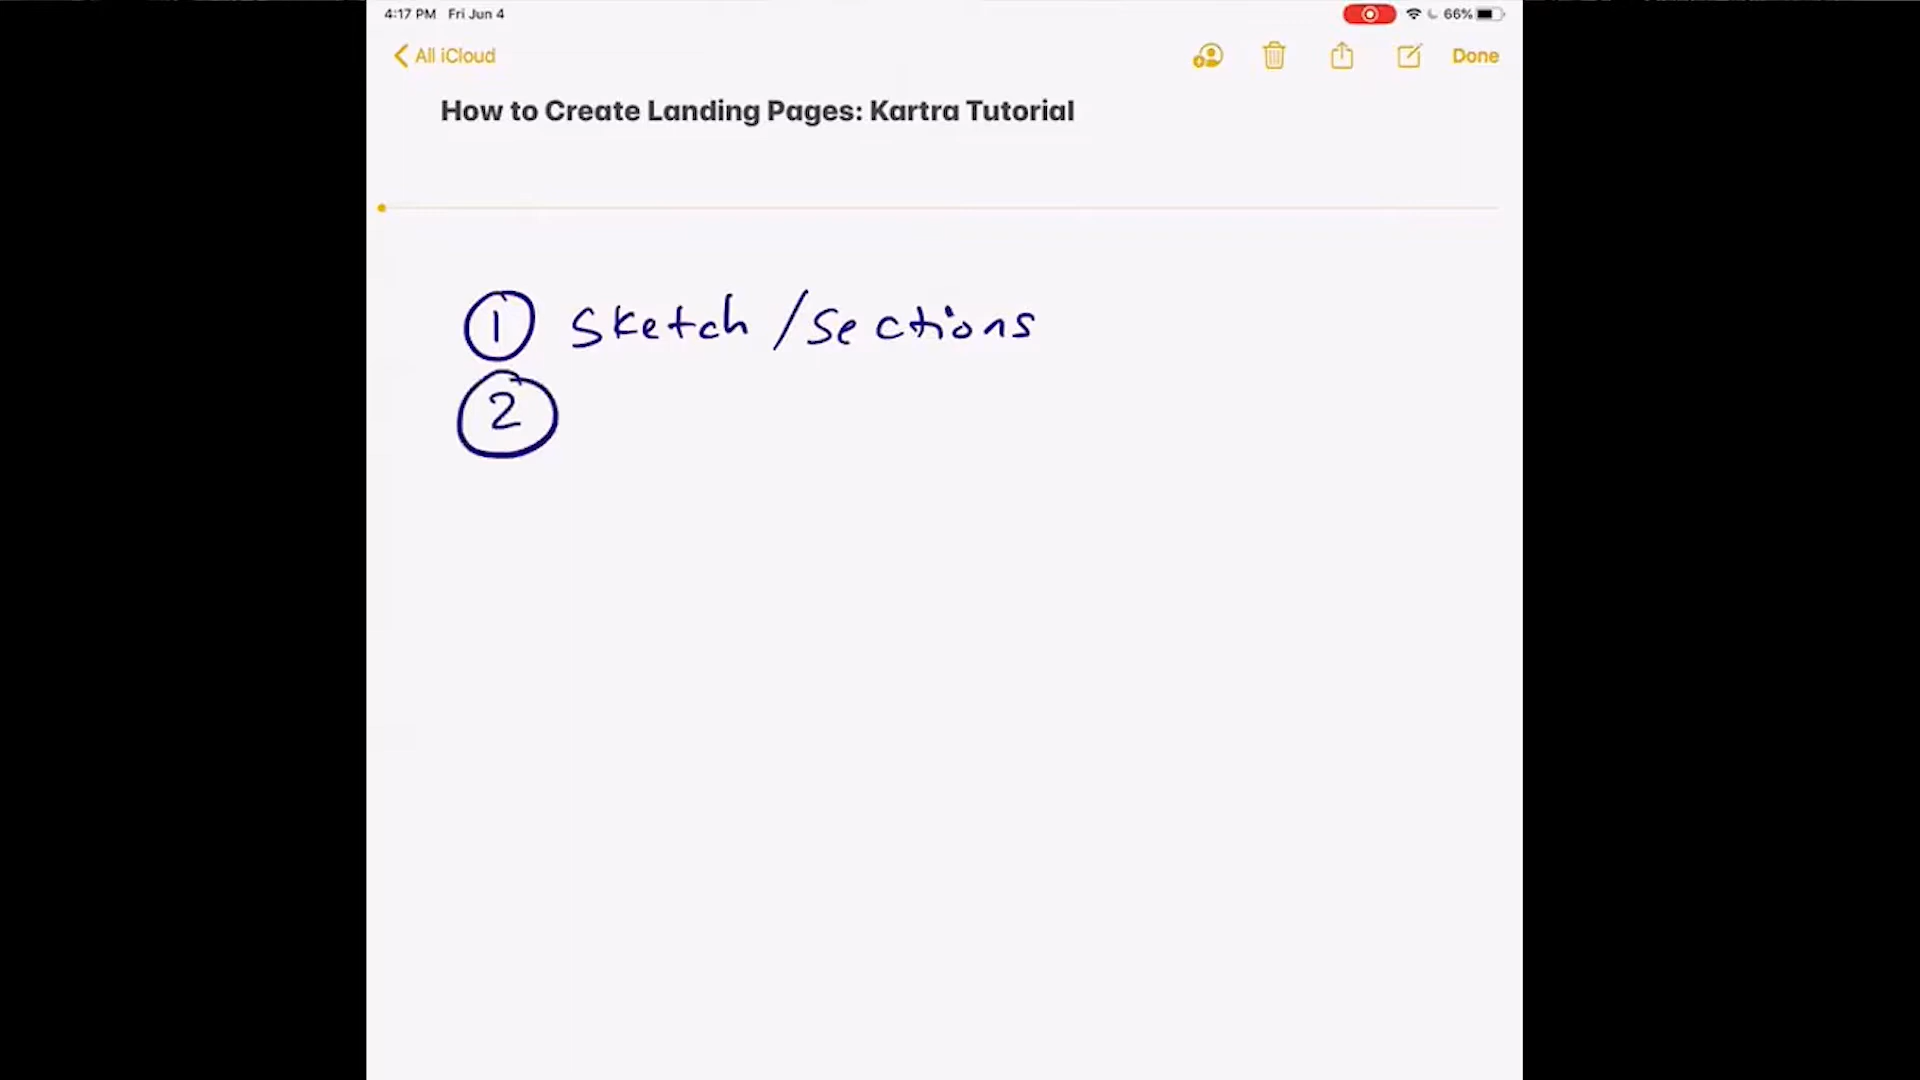 4:17 PM Fri Jun 4 66%
All iCloud Done
How to Create Landing Pages: Kartra Tutorial
1 Sketch / Sections
2